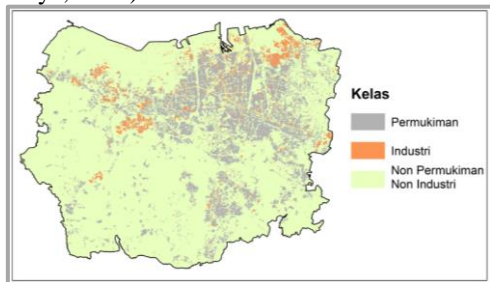 Kelas
Permukiman
Industri
Non Permukiman
Non Industri